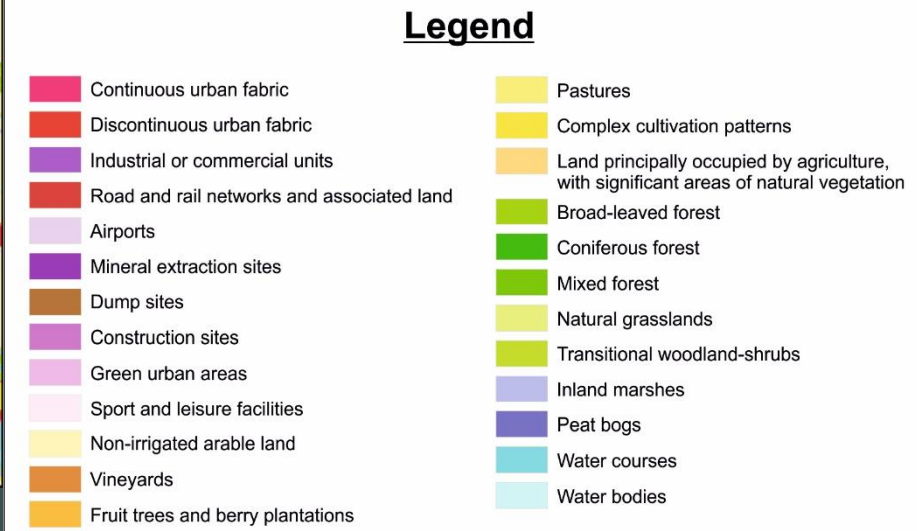 Legend
Continuous urban fabric
Discontinuous urban fabric
Industrial or commercial units
Road and rail networks and associated land
Airports
Mineral extraction sites
Dump sites
Construction sites
Green urban areas
Sport and leisure facilities
Non-irrigated arable land
Vineyards
Fruit trees and berry plantations
Pastures
Complex cultivation patterns
Land principally occupied by agriculture,
with significant areas of natural vegetation
Broad-leaved forest
Coniferous forest
Mixed forest
Natural grasslands
Transitional woodland-shrubs
Inland marshes
Peat bogs
Water courses
Water bodies